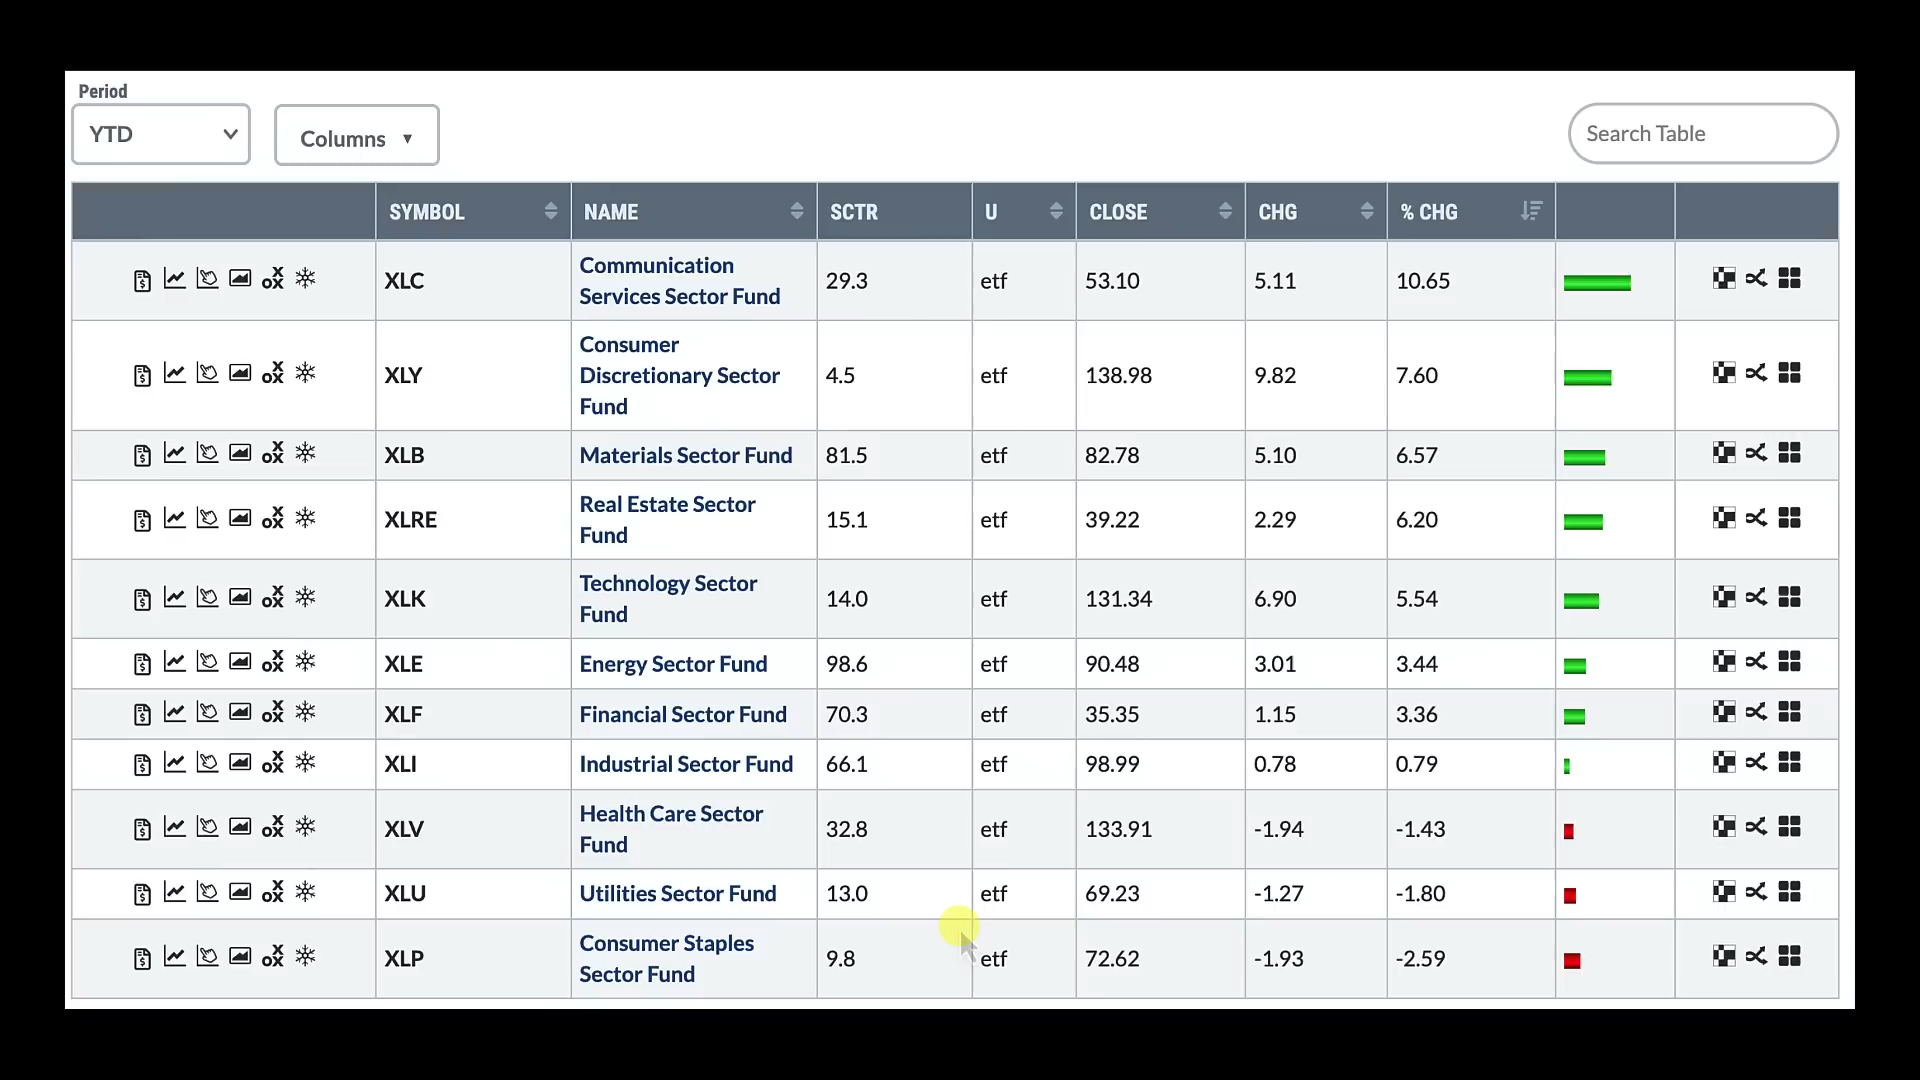 Period
YTD
Columns ▼
Search Table
SYMBOL NAME SCTR U CLOSE CHG % CHG
XLC Communication Services Sector Fund 29.3 etf 53.10 5.11 10.65
XLY Consumer Discretionary Sector Fund 4.5 etf 138.98 9.82 7.60
XLB Materials Sector Fund 81.5 etf 82.78 5.10 6.57
XLRE Real Estate Sector Fund 15.1 etf 39.22 2.29 6.20
XLK Technology Sector Fund 14.0 etf 131.34 6.90 5.54
XLE Energy Sector Fund 98.6 etf 90.48 3.01 3.44
XLF Financial Sector Fund 70.3 etf 35.35 1.15 3.36
XLI Industrial Sector Fund 66.1 etf 98.99 0.78 0.79
XLV Health Care Sector Fund 32.8 etf 133.91 -1.94 -1.43
XLU Utilities Sector Fund 13.0 etf 69.23 -1.27 -1.80
XLP Consumer Staples Sector Fund 9.8 etf 72.62 -1.93 -2.59